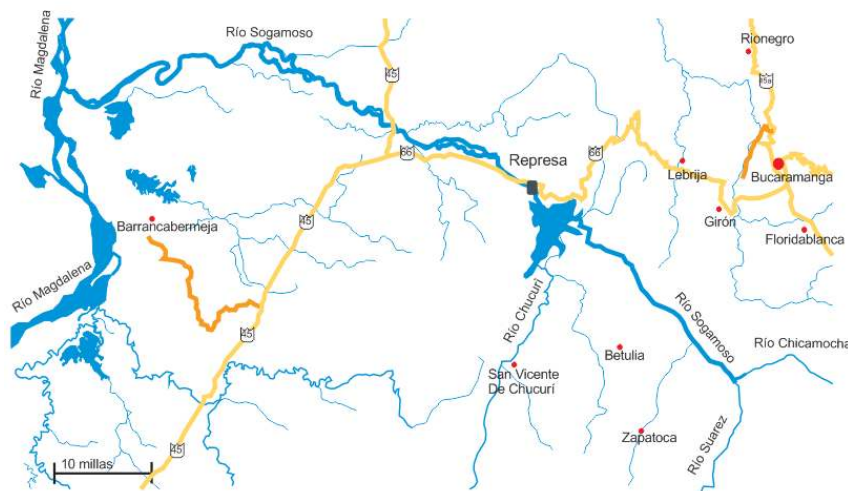 Río Magdalena
Río Sogamoso
Rionegro
45
45a
66
66
Represa
Lebrija
Bucaramanga
Barrancabermeja
45
Girón
Floridablanca
Río Magdalena
Río Chucurí
Río Sogamoso
45
Betulia
Río Chicamocha
San Vicente
De Chucurí
Zapatoca
Río Suarez
45
10 millas